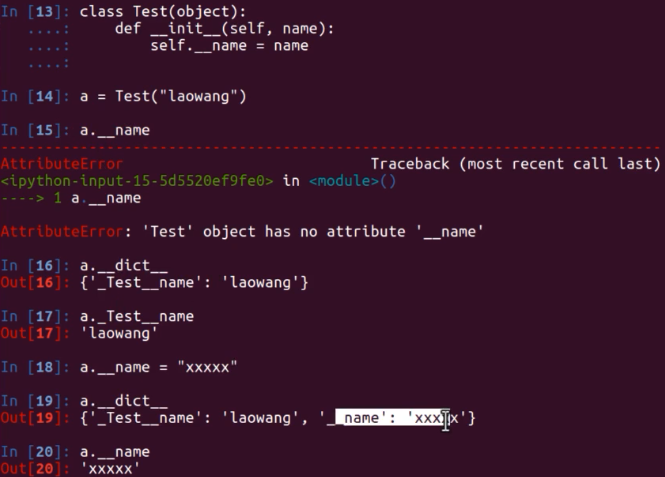 In [13]: class Test(object):
   ....:     def __init__(self, name):
   ....:         self.__name = name
   ....:
In [14]: a = Test("laowang")
In [15]: a.__name
---------------------------------------------------------------------------
AttributeError                            Traceback (most recent call last)
<ipython-input-15-5d5520ef9fe0> in <module>()
----> 1 a.__name
AttributeError: 'Test' object has no attribute '__name'
In [16]: a.__dict__
Out[16]: {'_Test__name': 'laowang'}
In [17]: a._Test__name
Out[17]: 'laowang'
In [18]: a.__name = "xxxxx"
In [19]: a.__dict__
Out[19]: {'_Test__name': 'laowang', '__name': 'xxxxx'}
In [20]: a.__name
Out[20]: 'xxxxx'